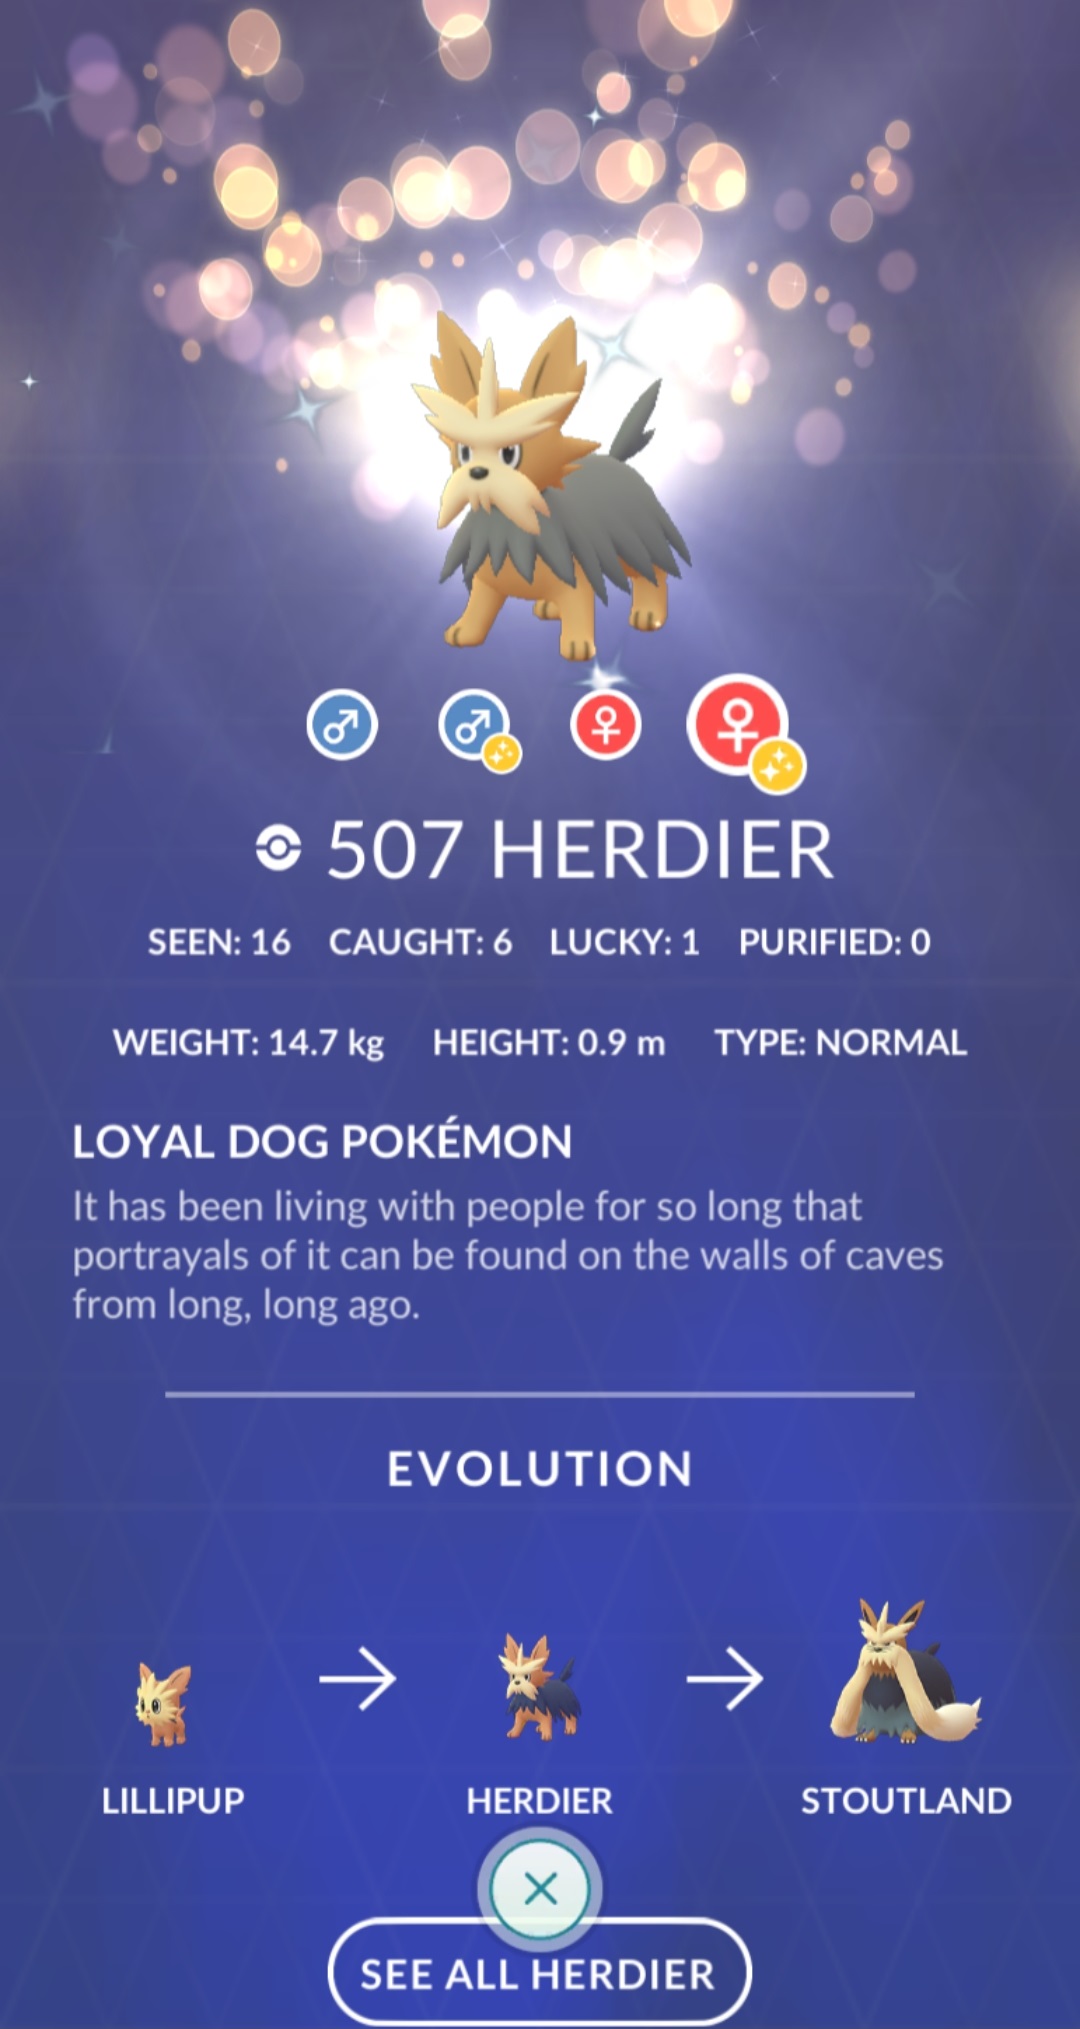 507 HERDIER
SEEN: 16 CAUGHT: 6 LUCKY: 1 PURIFIED: 0
WEIGHT: 14.7 kg HEIGHT: 0.9 m TYPE: NORMAL
LOYAL DOG POKÉMON
It has been living with people for so long that
portrayals of it can be found on the walls of caves
from long, long ago.
EVOLUTION
LILLIPUP HERDIER STOUTLAND
SEE ALL HERDIER